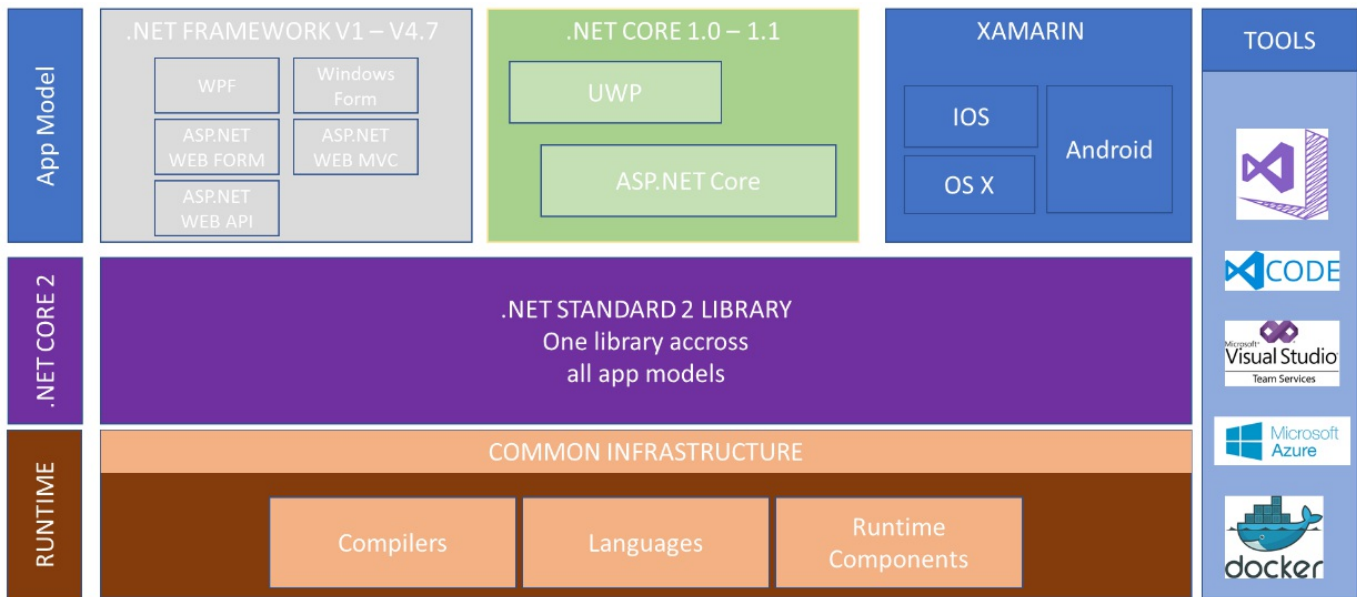 App Model
.NET FRAMEWORK V1 – V4.7
WPF
Windows
Form
ASP.NET
WEB FORM
ASP.NET
WEB MVC
ASP.NET
WEB API
.NET CORE 1.0 – 1.1
UWP
ASP.NET Core
XAMARIN
IOS
OS X
Android
.NET CORE 2
.NET STANDARD 2 LIBRARY
One library accross
all app models
RUNTIME
COMMON INFRASTRUCTURE
Compilers
Languages
Runtime
Components
TOOLS
CODE
Microsoft
Visual Studio
Team Services
Microsoft
Azure
docker